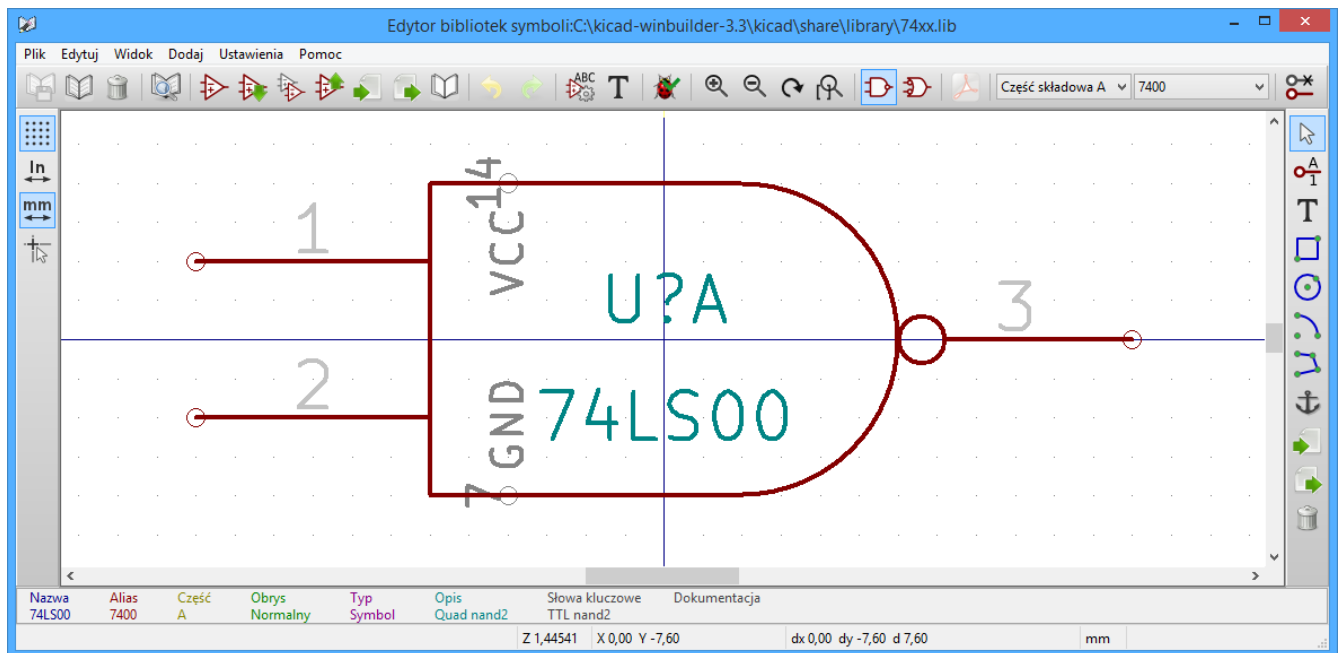 Edytor bibliotek symboli:C:\kicad-winbuilder-3.3\kicad\share\library\74xx.lib
Plik Edytuj Widok Dodaj Ustawienia Pomoc
ABC T Część składowa A 7400
In
mm
A
1
T
14
VCC
1
U?A
3
2
GND
74LS00
7
Nazwa Alias Część Obrys Typ Opis Słowa kluczowe Dokumentacja
74LS00 7400 A Normalny Symbol Quad nand2 TTL nand2
Z 1,44541 X 0,00 Y -7,60 dx 0,00 dy -7,60 d 7,60 mm